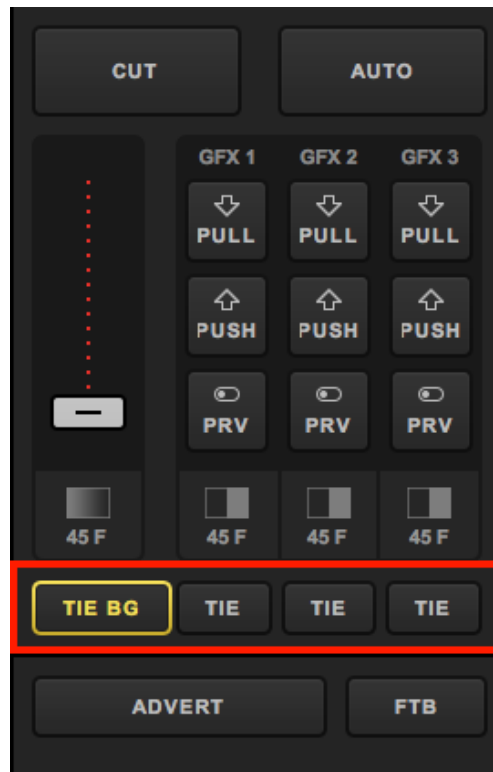 CUT AUTO
GFX 1 GFX 2 GFX 3
PULL PULL PULL
PUSH PUSH PUSH
PRV PRV PRV
45 F 45 F 45 F 45 F
TIE BG TIE TIE TIE
ADVERT FTB